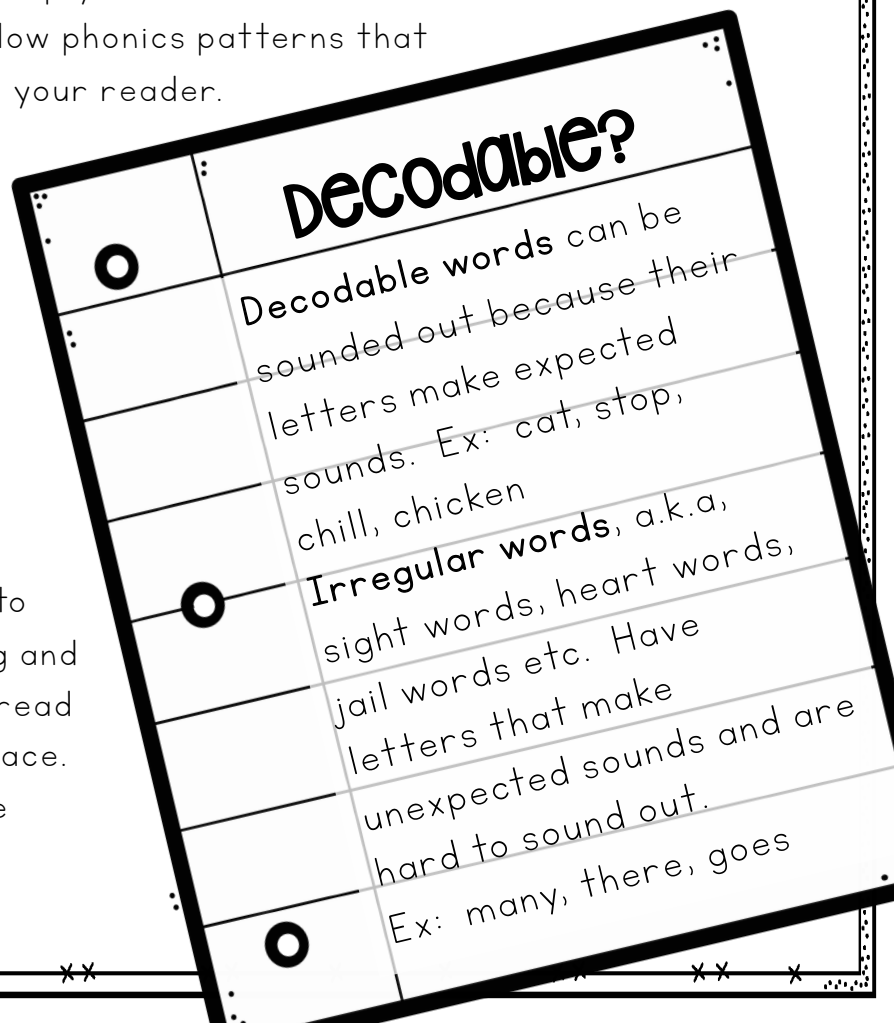 low phonics patterns that
your reader.
Decodable?
Decodable words can be
sounded out because their
letters make expected
sounds. Ex: cat, stop,
chill, chicken
Irregular words, a.k.a,
sight words, heart words,
jail words etc. Have
letters that make
unexpected sounds and are
hard to sound out.
Ex: many, there, goes
to
and
read
ace.